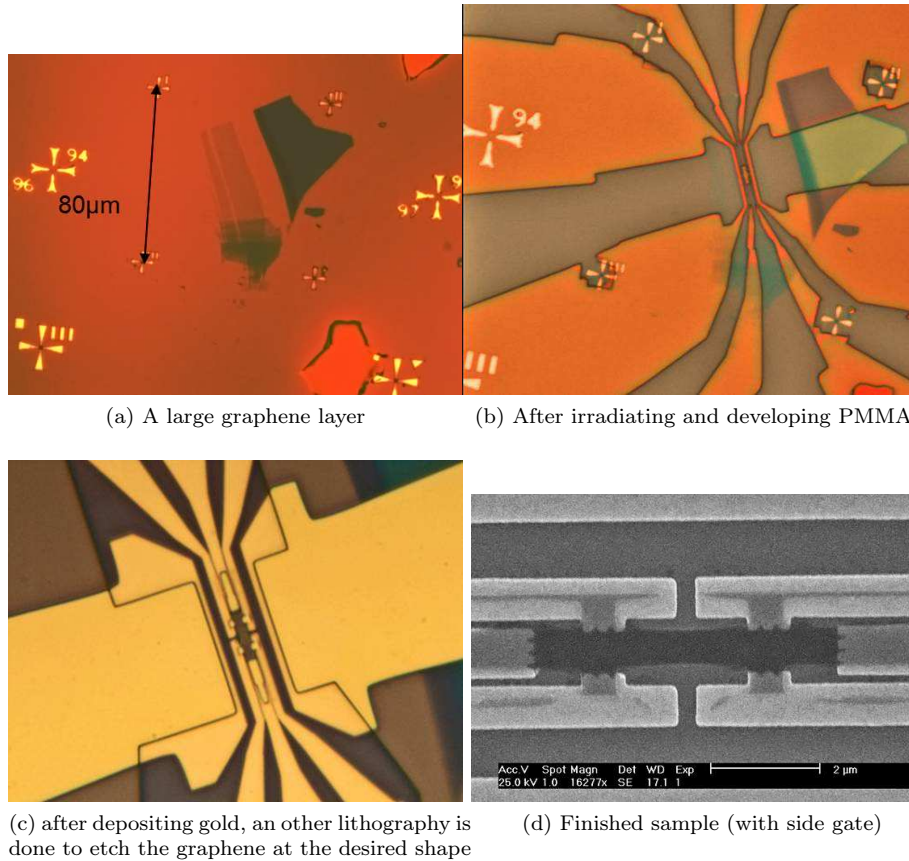 94
96
80µm
97
(a) A large graphene layer
94
(b) After irradiating and developing PMMA
(c) after depositing gold, an other lithography is
done to etch the graphene at the desired shape
Acc.V Spot Magn Det WD Exp
25.0 kV 1.0 16277x SE 17.1 1
2 µm
(d) Finished sample (with side gate)